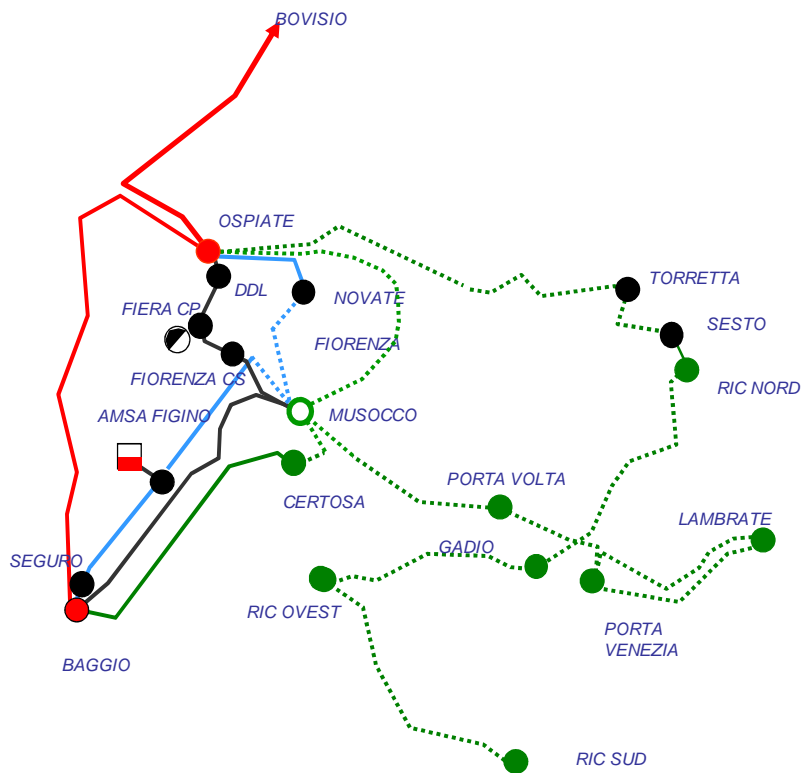 BOVISIO
OSPIATE
DDL
NOVATE
TORRETTA
FIERA CP
SESTO
FIORENZA
FIORENZA CS
RIC NORD
AMSA FIGINO
MUSOCCO
PORTA VOLTA
CERTOSA
LAMBRATE
GADIO
SEGURO
RIC OVEST
PORTA
VENEZIA
BAGGIO
RIC SUD